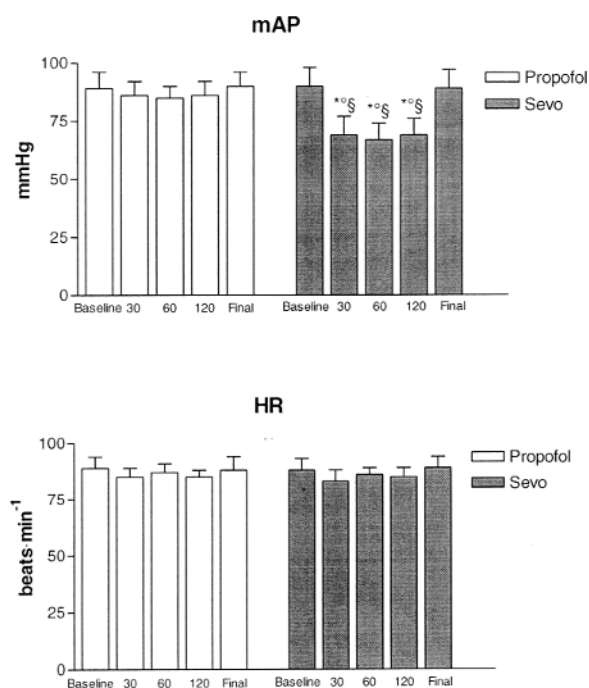 mAP
100
75
50
25
0
mmHg
*°§ *°§ *°§
Propofol
Sevo
Baseline 30 60 120 Final Baseline 30 60 120 Final
HR
100
75
50
25
0
beats·min⁻¹
Propofol
Sevo
Baseline 30 60 120 Final Baseline 30 60 120 Final